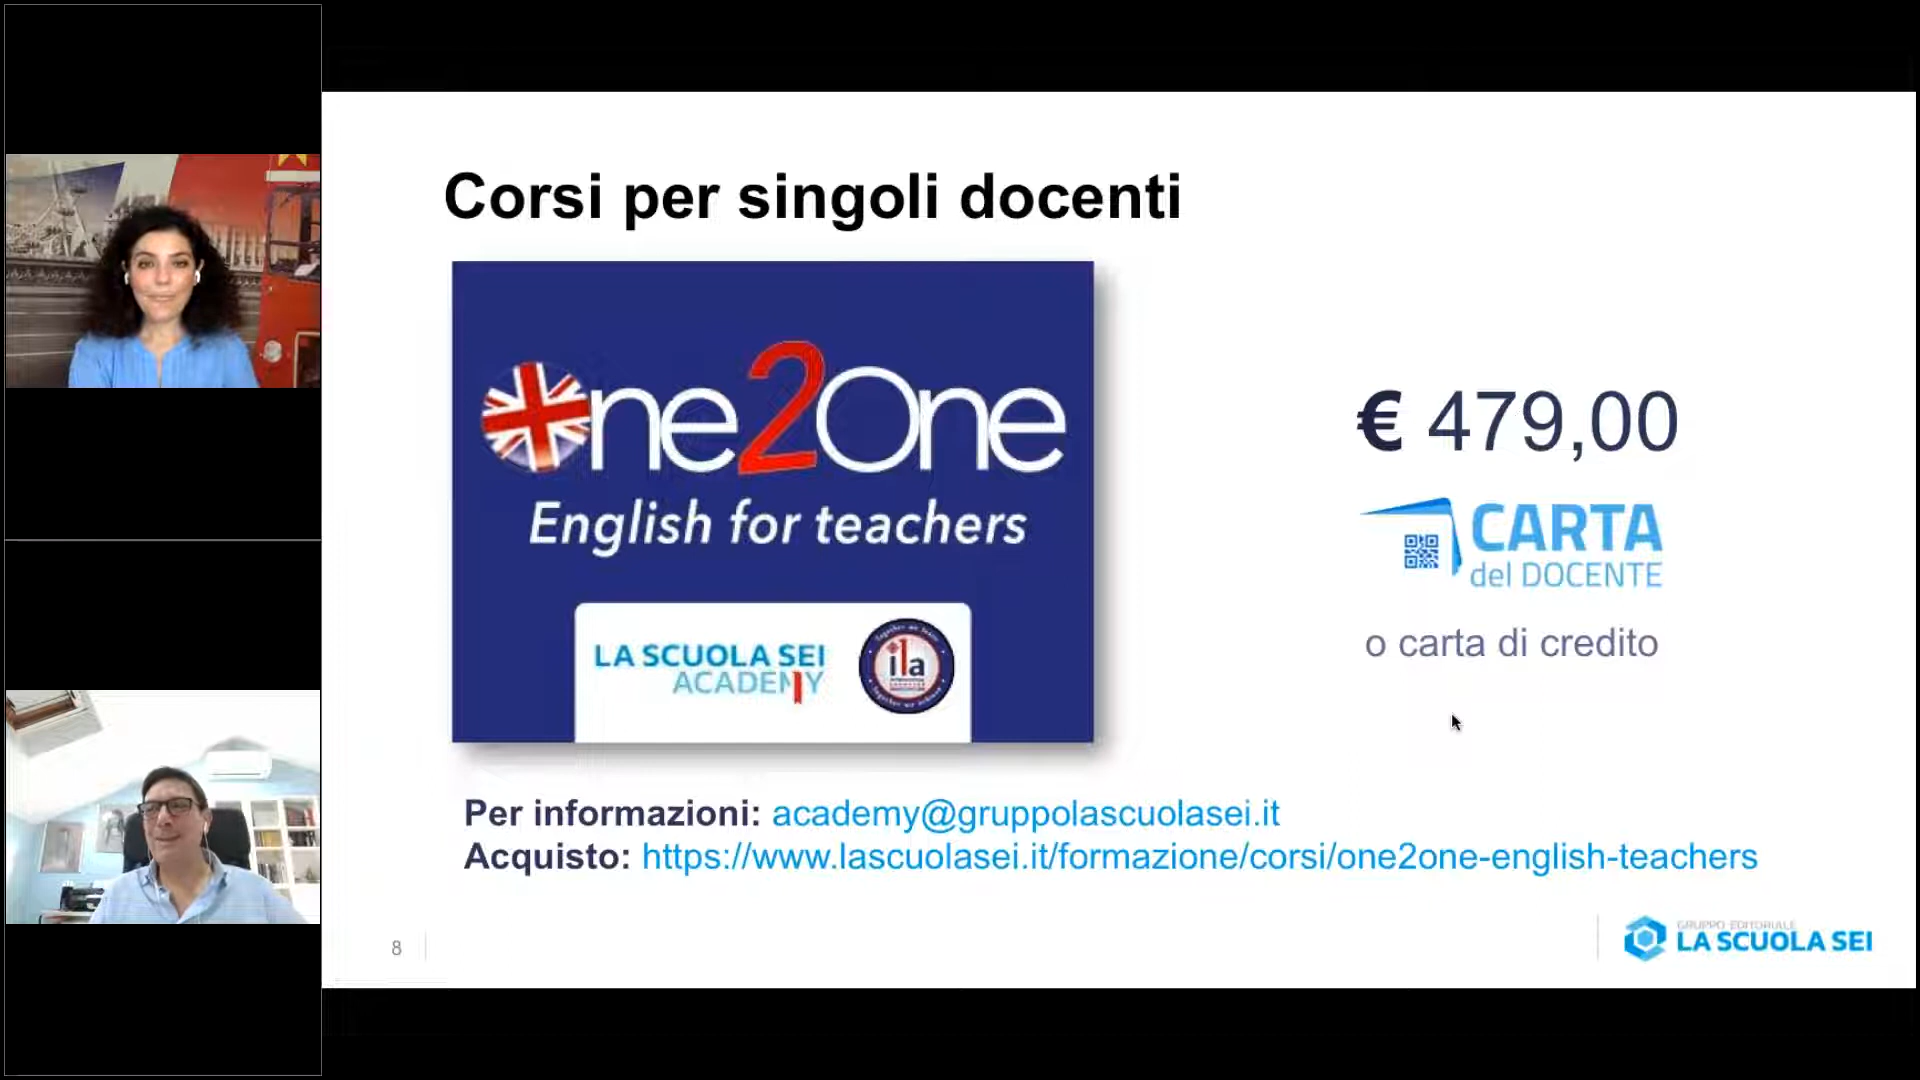 Corsi per singoli docenti
One2One
English for teachers
LA SCUOLA SEI
ACADEMY
ila
€ 479,00
CARTA
del DOCENTE
o carta di credito
Per informazioni: academy@gruppolascuolasei.it
Acquisto: https://www.lascuolasei.it/formazione/corsi/one2one-english-teachers
8
GRUPPO EDITORIALE
LA SCUOLA SEI